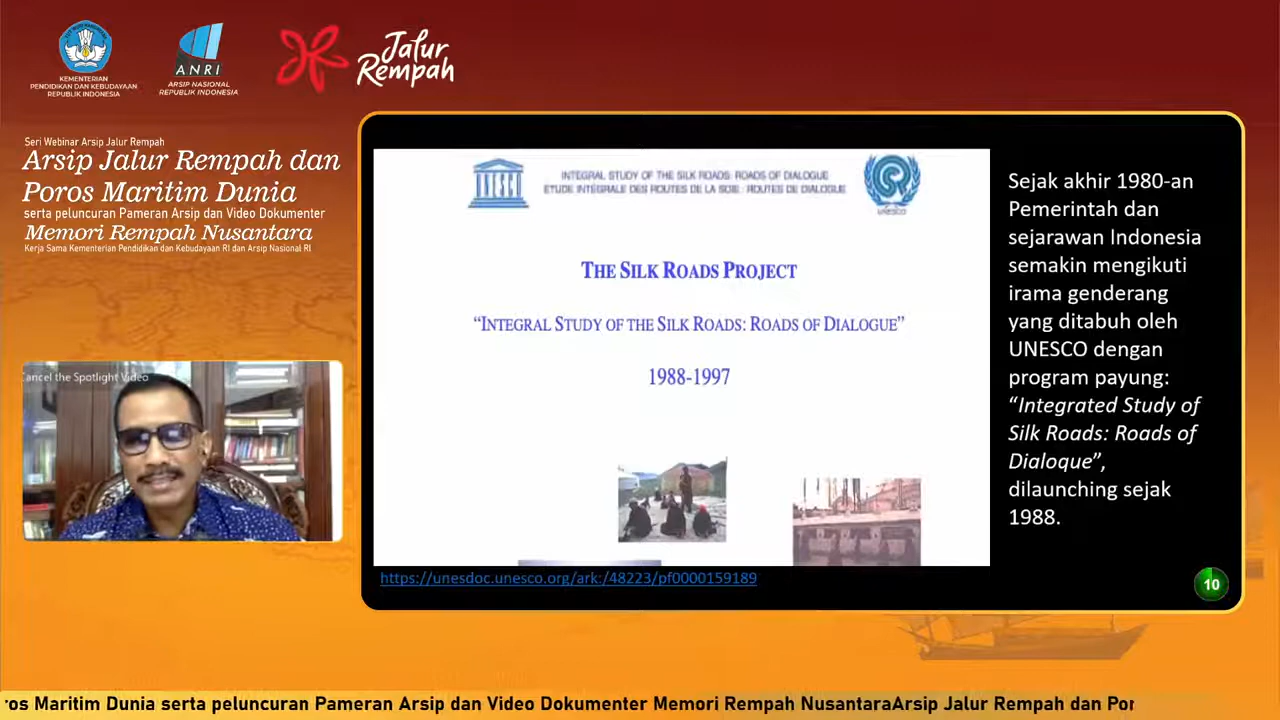 KEMENTERIAN
PENDIDIKAN DAN KEBUDAYAAN
REPUBLIK INDONESIA
ANRI
ARSIP NASIONAL
REPUBLIK INDONESIA
Jalur
Rempah
Seri Webinar Arsip Jalur Rempah
Arsip Jalur Rempah dan
Poros Maritim Dunia
serta peluncuran Pameran Arsip dan Video Dokumenter
Memori Rempah Nusantara
Kerja Sama Kementerian Pendidikan dan Kebudayaan RI dan Arsip Nasional RI
Cancel the Spotlight Video
UNESCO
INTEGRAL STUDY OF THE SILK ROADS: ROADS OF DIALOGUE
ETUDE INTÉGRALE DES ROUTES DE LA SOIE: ROUTES DE DIALOGUE
UNESCO
THE SILK ROADS PROJECT
“INTEGRAL STUDY OF THE SILK ROADS: ROADS OF DIALOGUE”
1988-1997
https://unesdoc.unesco.org/ark:/48223/pf0000159189
Sejak akhir 1980-an
Pemerintah dan
sejarawan Indonesia
semakin mengikuti
irama genderang
yang ditabuh oleh
UNESCO dengan
program payung:
“Integrated Study of
Silk Roads: Roads of
Dialoque”,
dilaunching sejak
1988.
10
ros Maritim Dunia serta peluncuran Pameran Arsip dan Video Dokumenter Memori Rempah NusantaraArsip Jalur Rempah dan Por